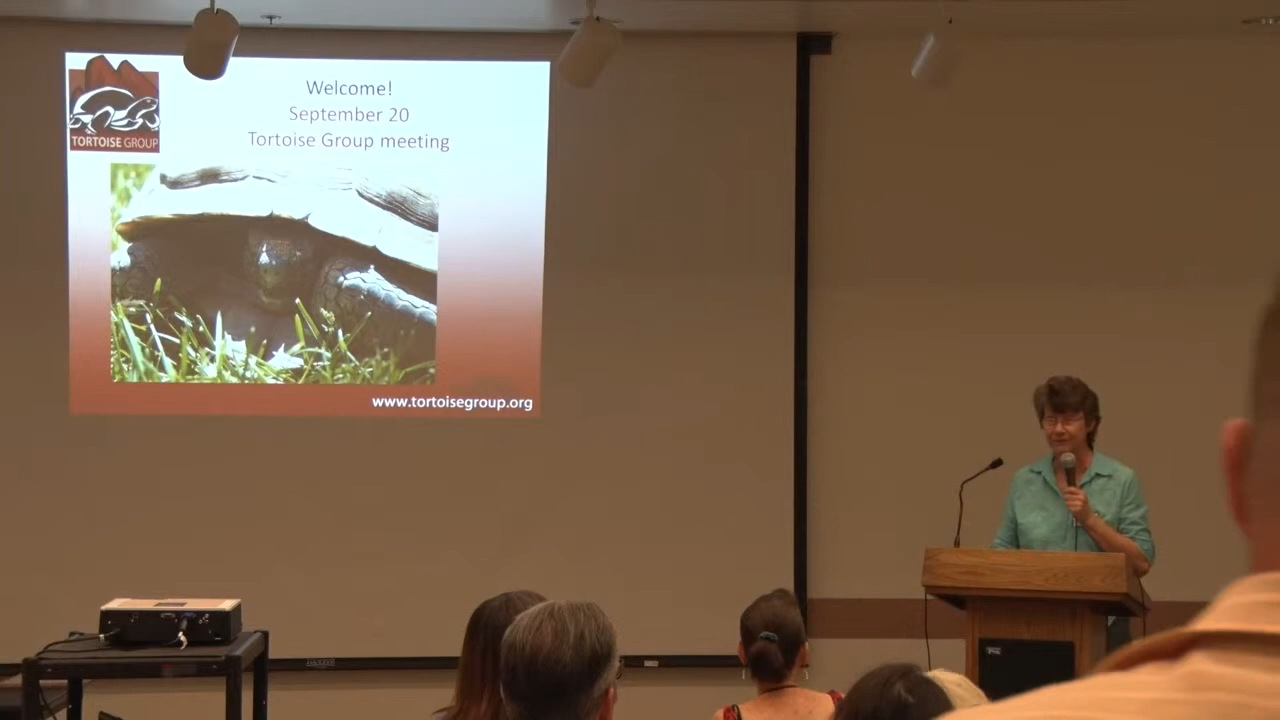 Welcome!
September 20
Tortoise Group meeting
TORTOISE GROUP
www.tortoisegroup.org